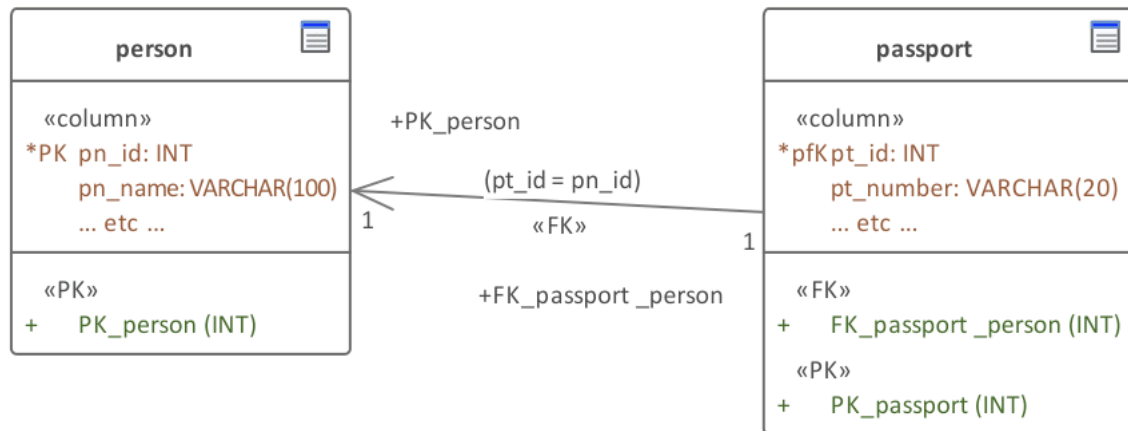 person
«column»
*PK pn_id: INT
pn_name: VARCHAR(100)
... etc ...
«PK»
+ PK_person (INT)
+PK_person
(pt_id = pn_id)
1
«FK»
1
+FK_passport _person
passport
«column»
*pfK pt_id: INT
pt_number: VARCHAR(20)
... etc ...
«FK»
+ FK_passport _person (INT)
«PK»
+ PK_passport (INT)